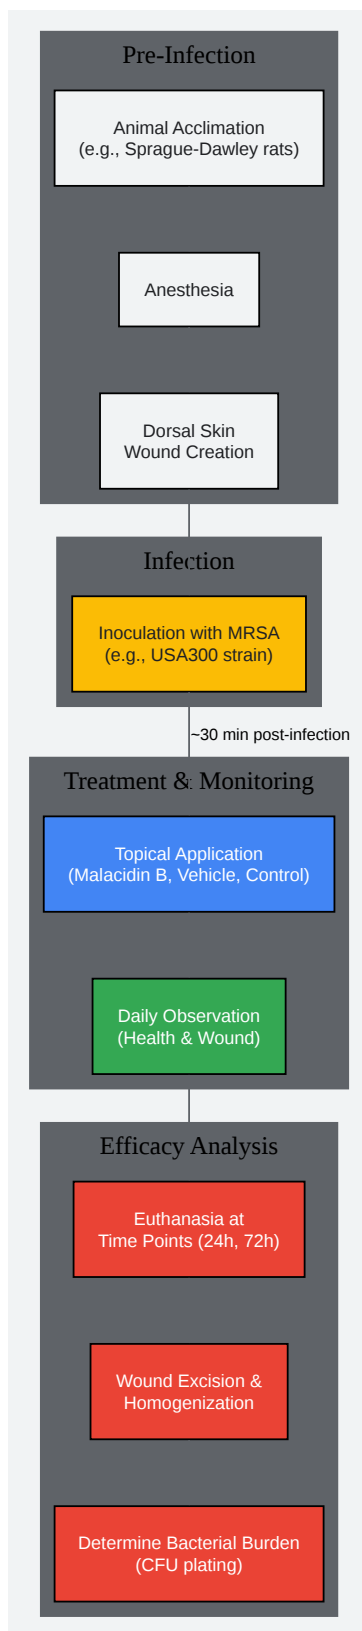 Pre-Infection
Animal Acclimation
(e.g., Sprague-Dawley rats)
Anesthesia
Dorsal Skin
Wound Creation
Infection
Inoculation with MRSA
(e.g., USA300 strain)
~30 min post-infection
Treatment & Monitoring
Topical Application
(Malacidin B, Vehicle, Control)
Daily Observation
(Health & Wound)
Efficacy Analysis
Euthanasia at
Time Points (24h, 72h)
Wound Excision &
Homogenization
Determine Bacterial Burden
(CFU plating)